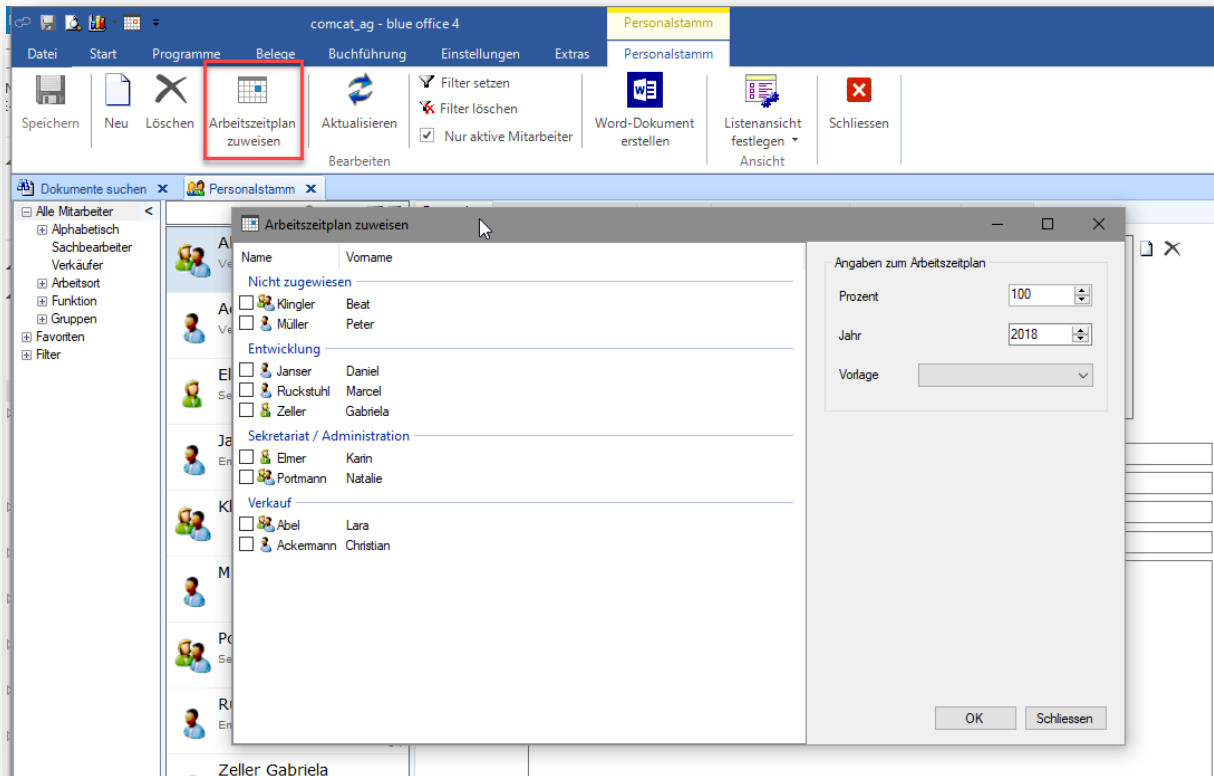 comcat_ag - blue office 4
Personalstamm
Datei Start Programme Belege Buchführung Einstellungen Extras Personalstamm
Speichern
Neu
Löschen
Arbeitszeitplan
zuweisen
Aktualisieren
Filter setzen
Filter löschen
Nur aktive Mitarbeiter
Word-Dokument
erstellen
Listenansicht
festlegen
Schliessen
Bearbeiten
Ansicht
Dokumente suchen
Personalstamm
Alle Mitarbeiter <
Alphabetisch
Sachbearbeiter
Verkäufer
Arbeitsort
Funktion
Gruppen
Favoriten
Filter
Zeller Gabriela
Arbeitszeitplan zuweisen
Name Vorname
Nicht zugewiesen
Klingler Beat
Müller Peter
Entwicklung
Janser Daniel
Ruckstuhl Marcel
Zeller Gabriela
Sekretariat / Administration
Elmer Karin
Portmann Natalie
Verkauf
Abel Lara
Ackermann Christian
Angaben zum Arbeitszeitplan
Prozent 100
Jahr 2018
Vorlage
OK Schliessen